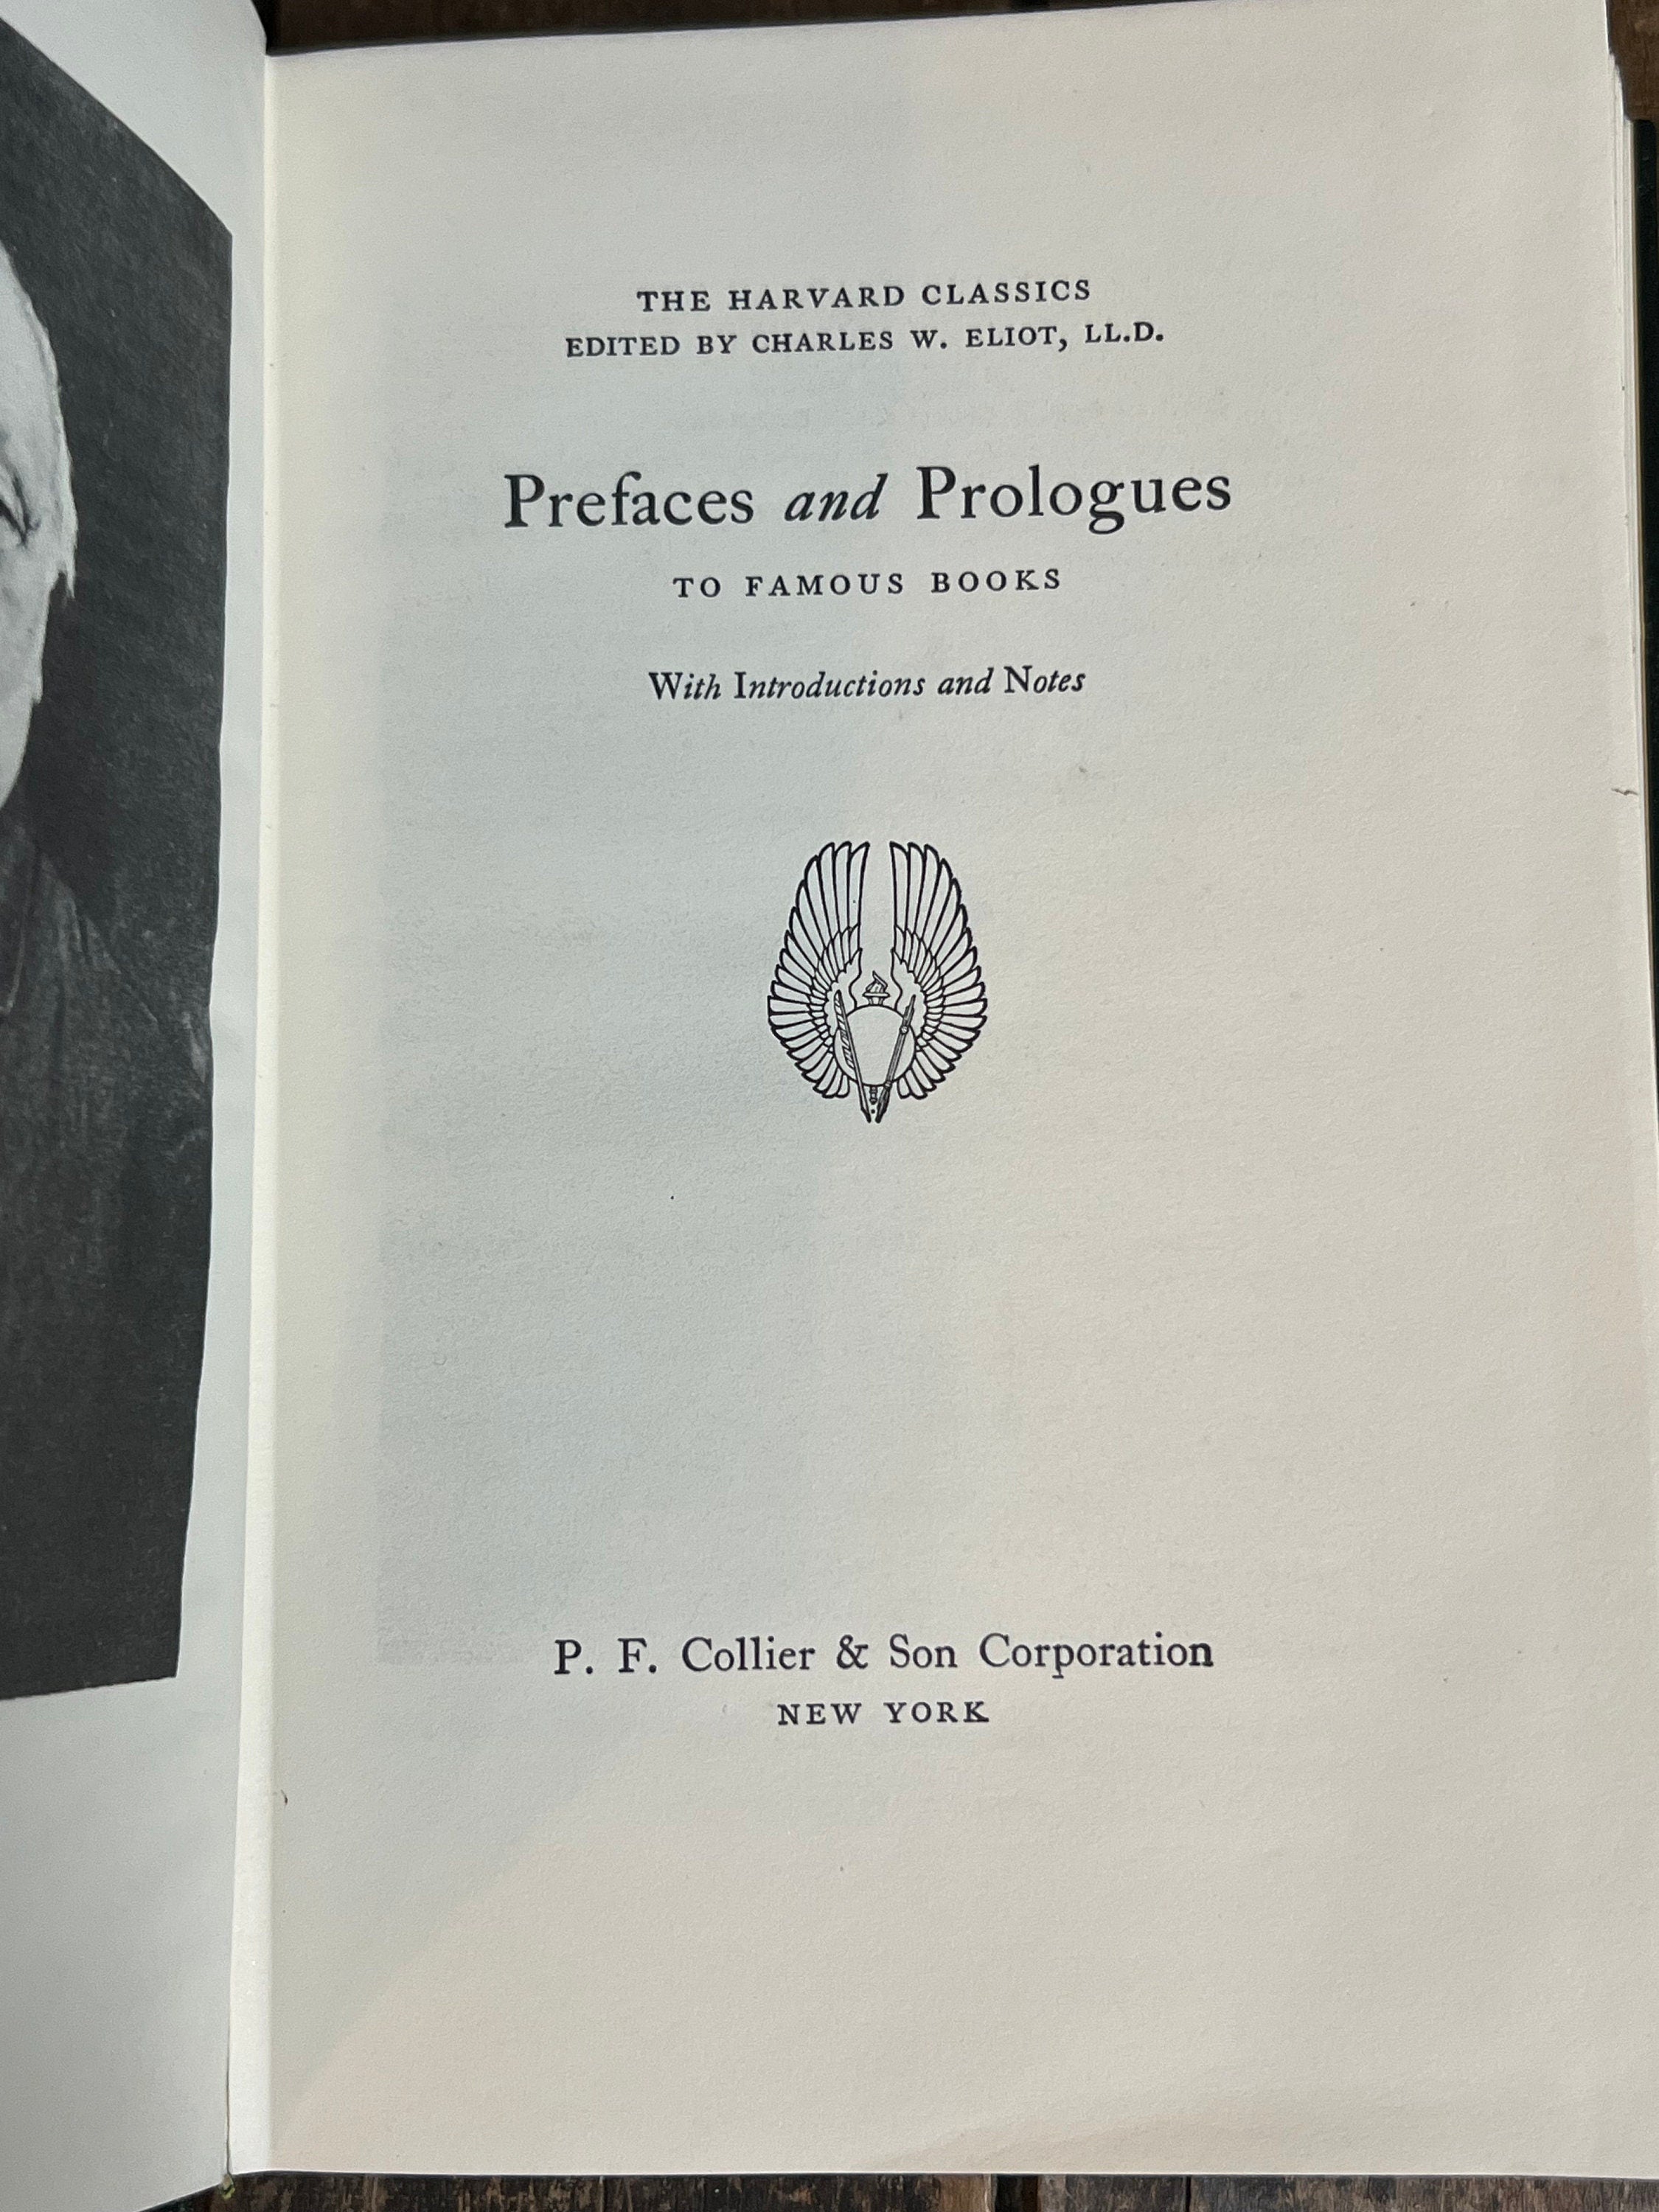 THE HARVARD CLASSICS
EDITED BY CHARLES W. ELIOT, LL.D.
Prefaces and Prologues
TO FAMOUS BOOKS
With Introductions and Notes
P. F. Collier & Son Corporation
NEW YORK